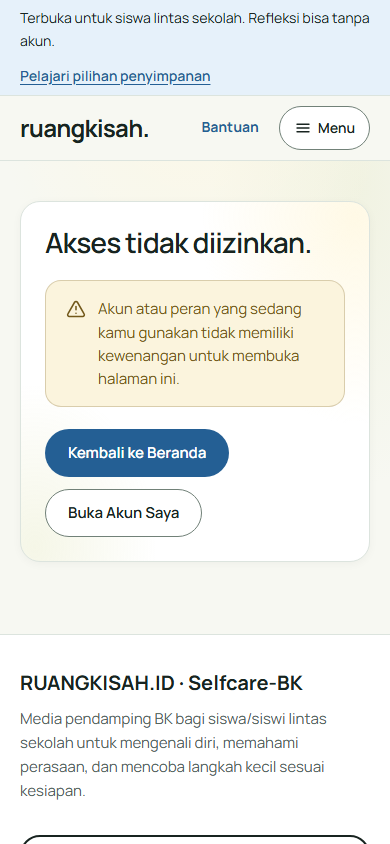 Terbuka untuk siswa lintas sekolah. Refleksi bisa tanpa
akun.
Pelajari pilihan penyimpanan
ruangkisah.
Bantuan
Menu
Akses tidak diizinkan.
Akun atau peran yang sedang
kamu gunakan tidak memiliki
kewenangan untuk membuka
halaman ini.
Kembali ke Beranda
Buka Akun Saya
RUANGKISAH.ID · Selfcare-BK
Media pendamping BK bagi siswa/siswi lintas
sekolah untuk mengenali diri, memahami
perasaan, dan mencoba langkah kecil sesuai
kesiapan.